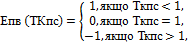 Епв (ТКпс)= { 1, якщо Ткпс < 1,
0, якщо Ткпс = 1,
−1, якщо Ткпс > 1,